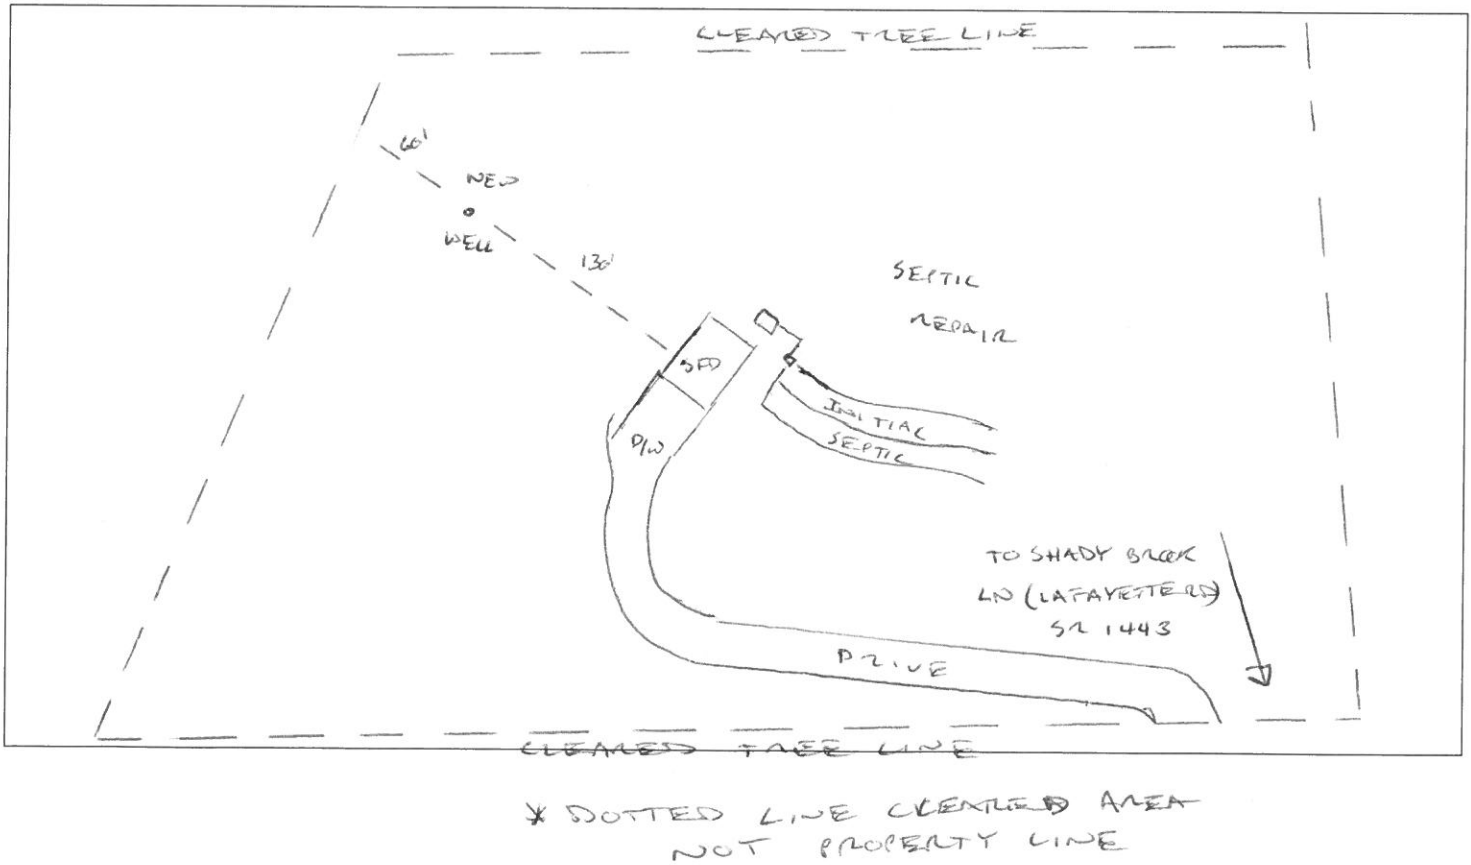 CLEARED TREE LINE
60'
NEW
WELL
130'
SEPTIC
REPAIR
SFD
INITIAL
SEPTIC
D/W
TO SHADY BROOK
LN (LAFAYETTE RD)
SR 1443
DRIVE
CLEARED TREE LINE
* DOTTED LINE CLEARED AREA
NOT PROPERTY LINE